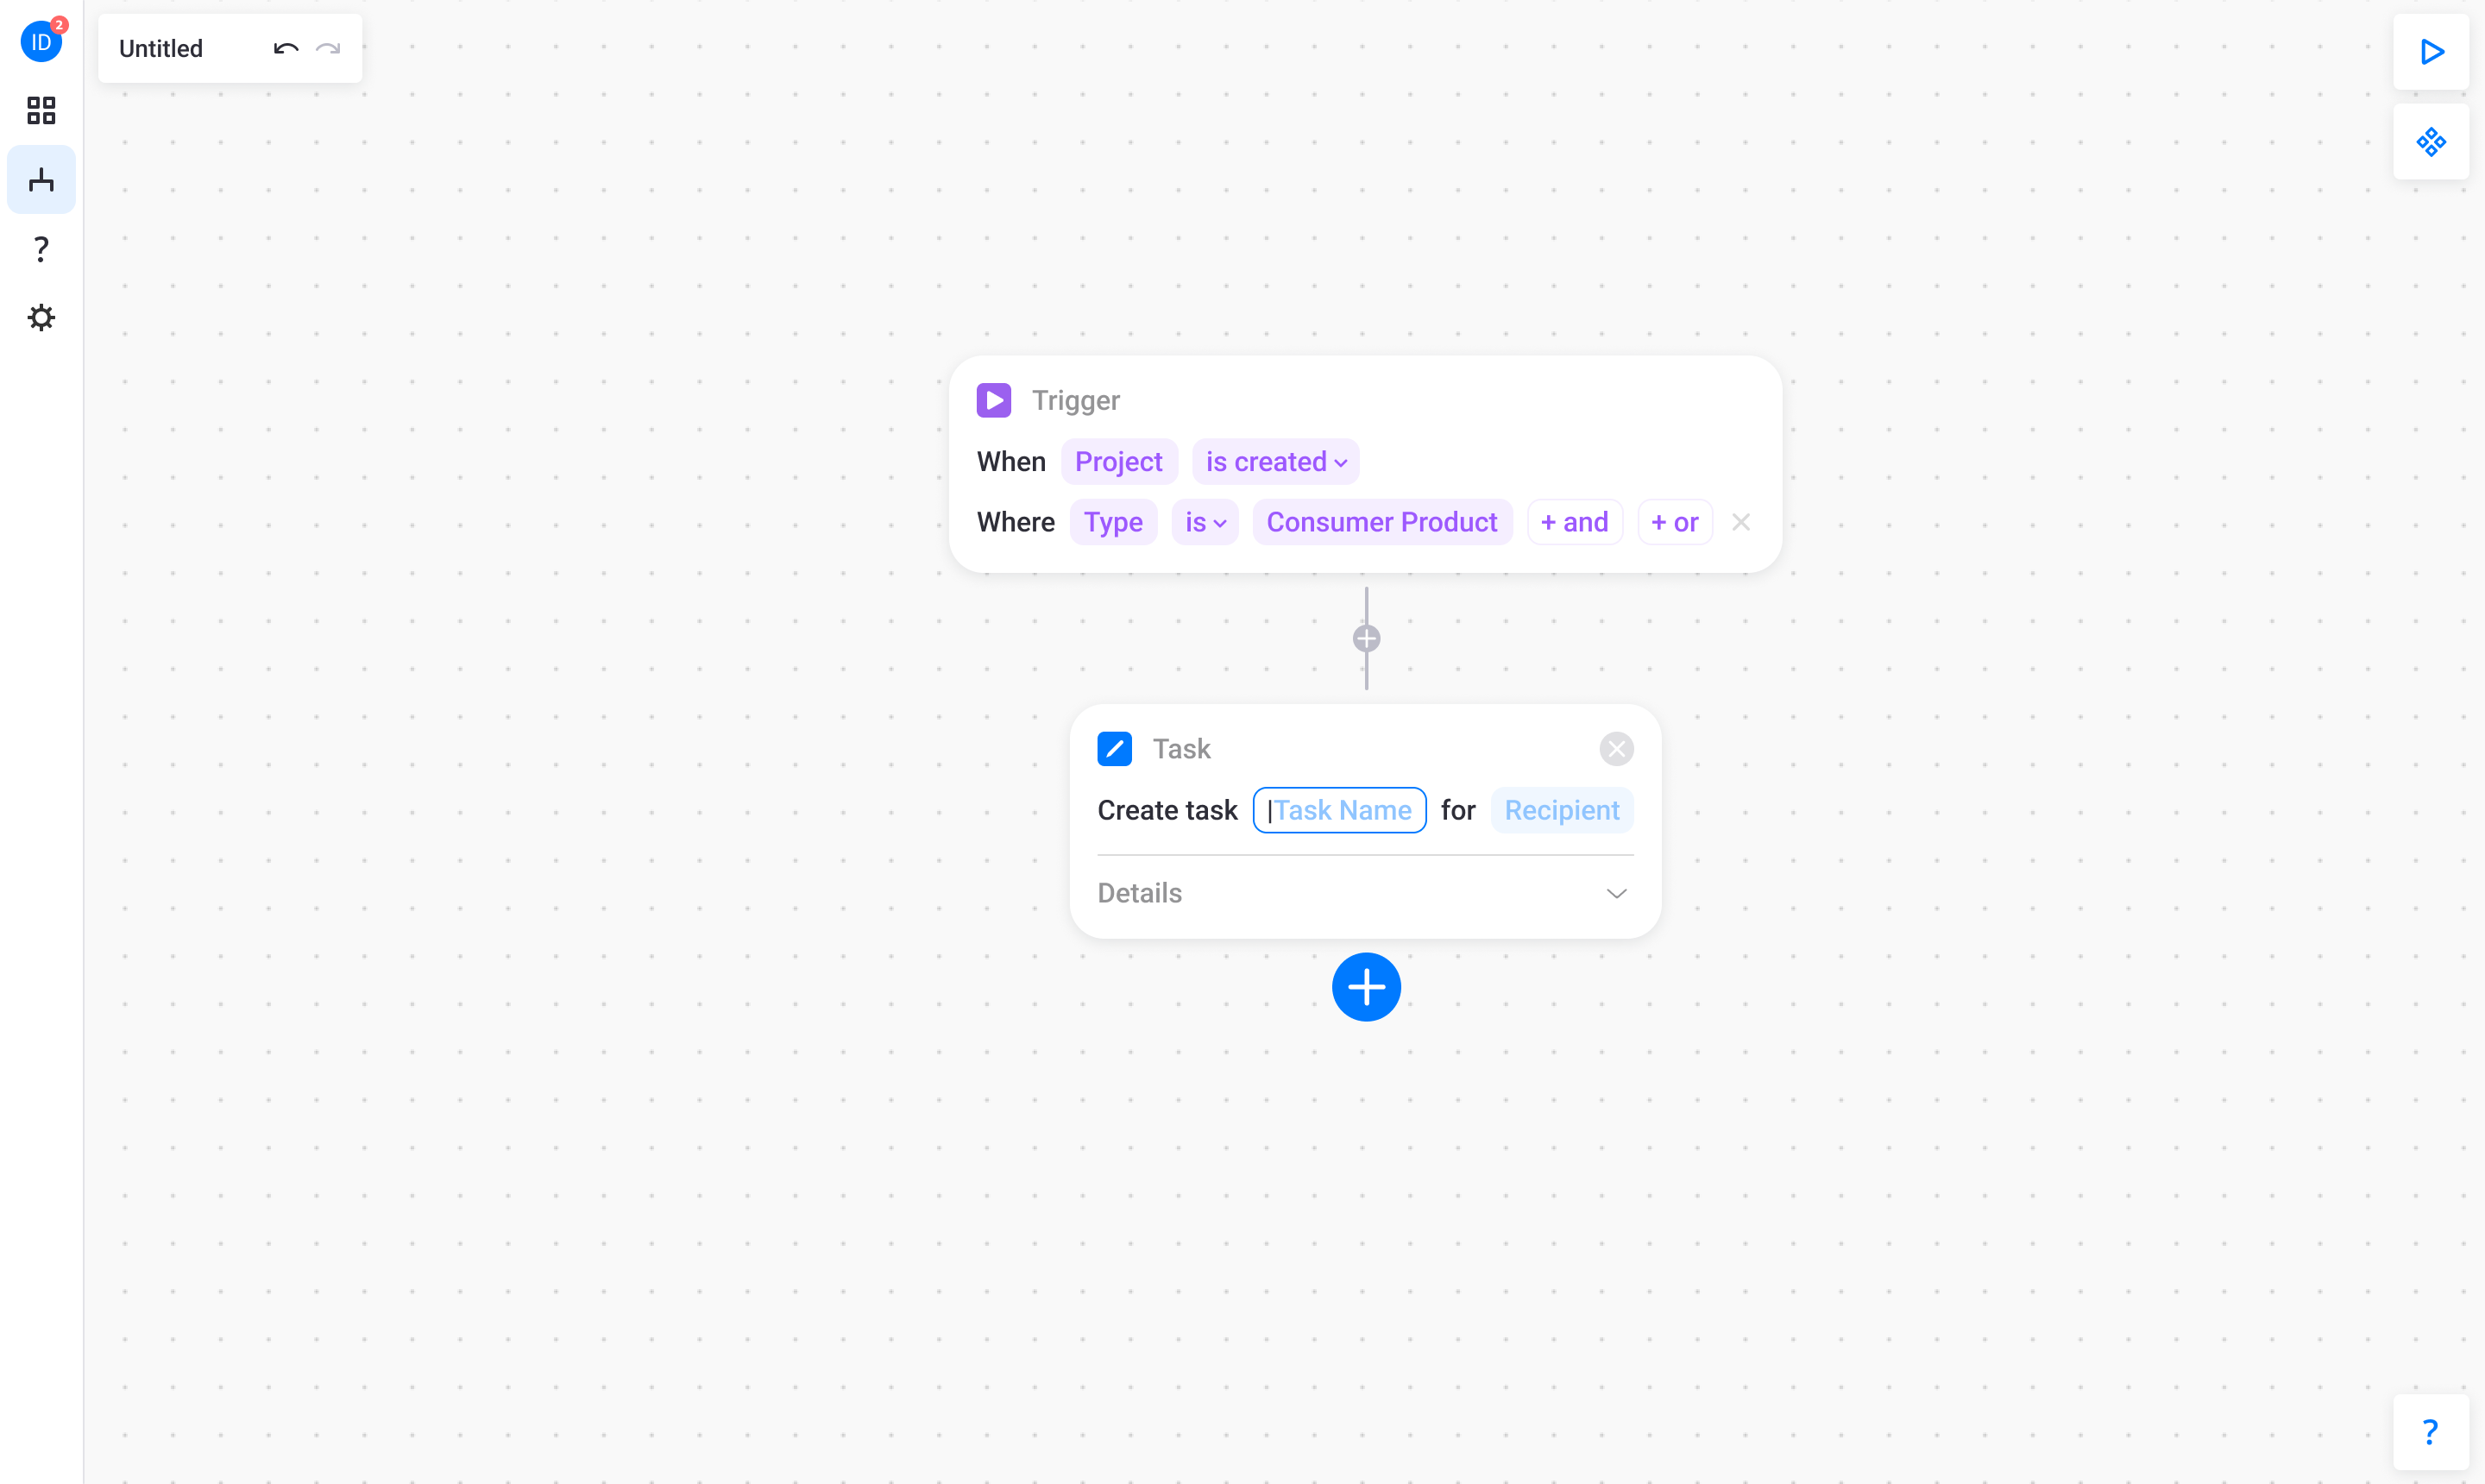 ID 2
Untitled
?
Trigger
When Project is created
Where Type is Consumer Product + and + or
Task
Create task Task Name for Recipient
Details
?